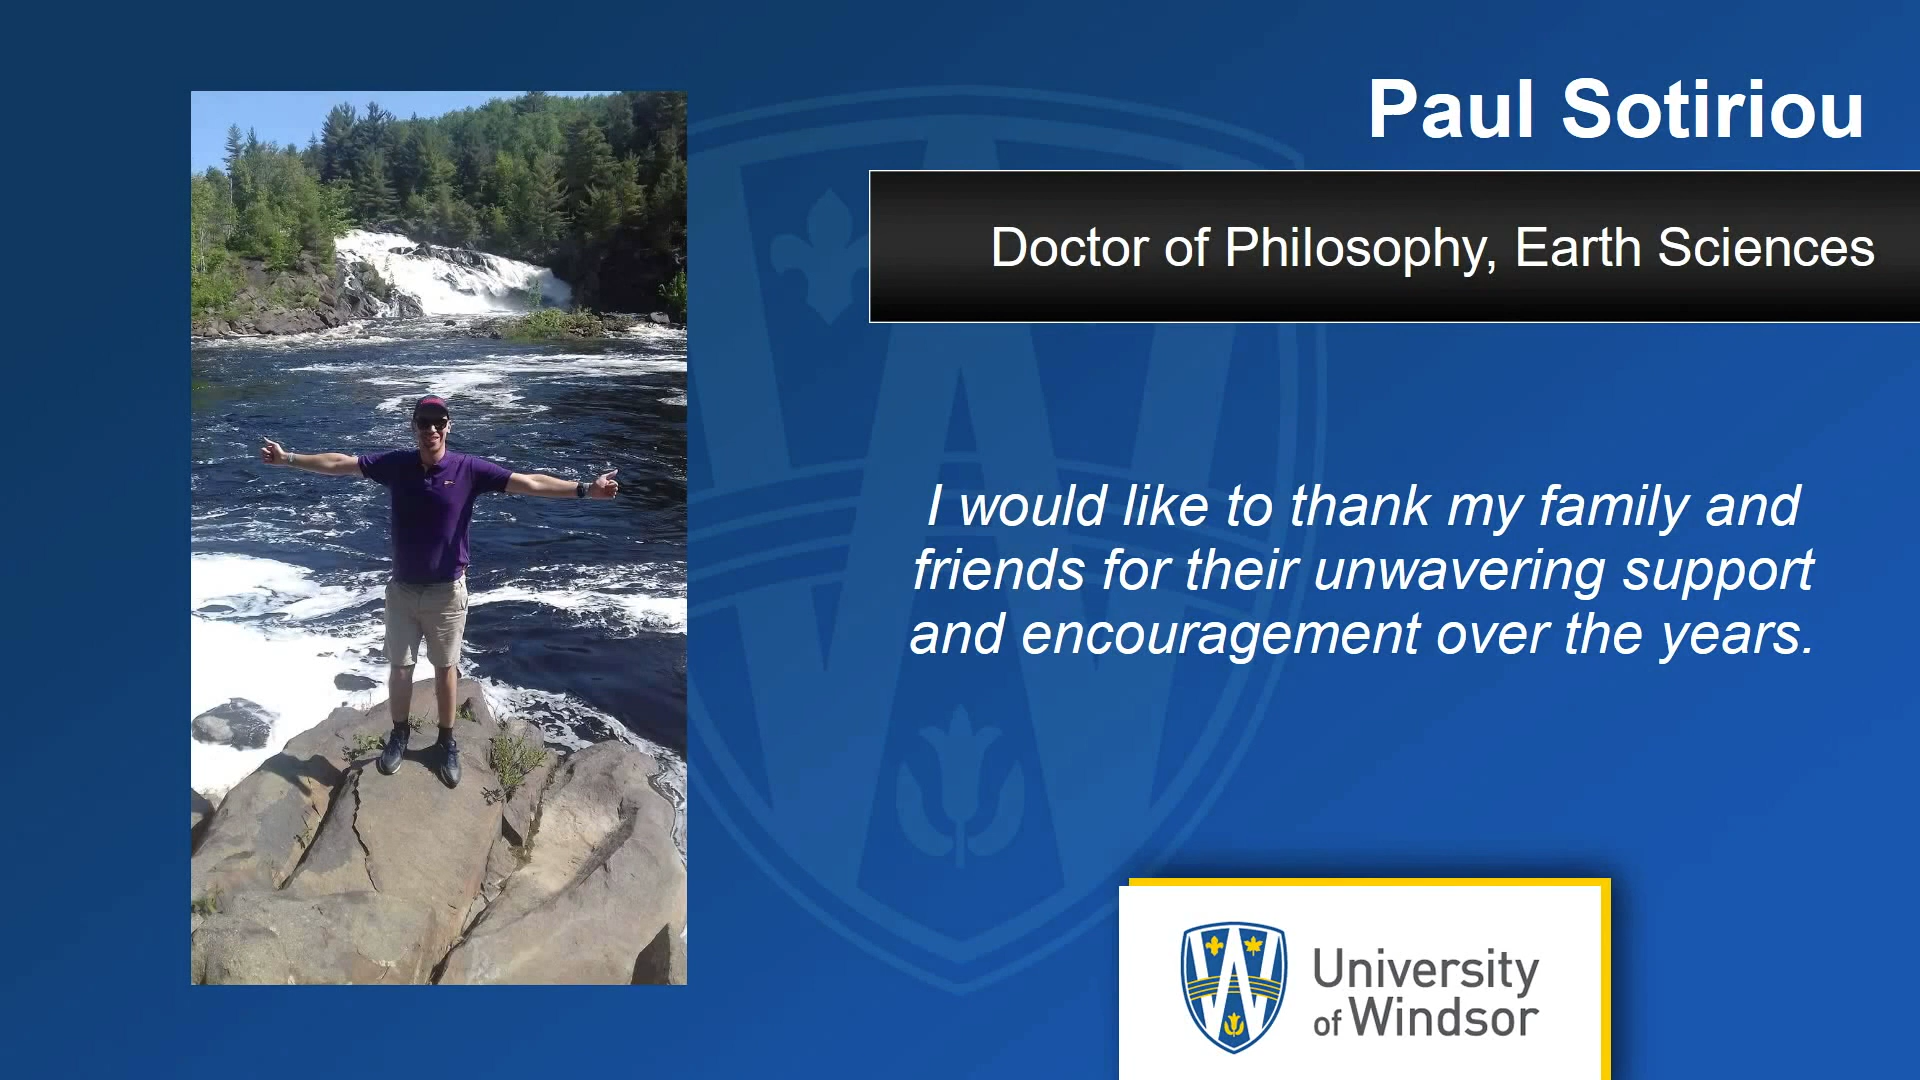 Paul Sotiriou
Doctor of Philosophy, Earth Sciences
I would like to thank my family and
friends for their unwavering support
and encouragement over the years.
University
of Windsor